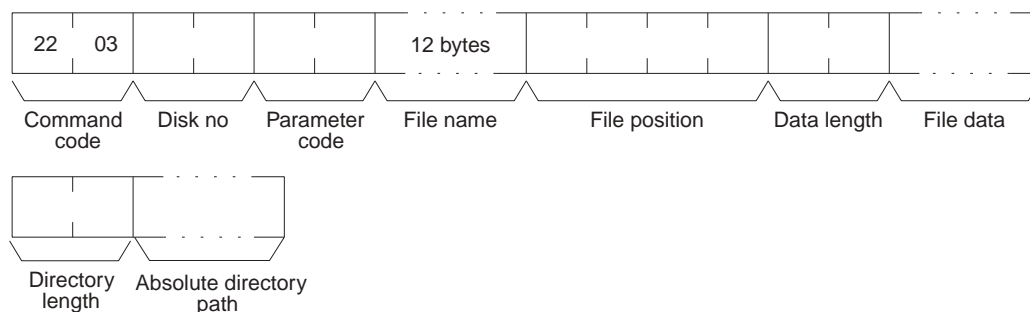 22 03 12 bytes
Command code Disk no Parameter code File name File position Data length File data
Directory length Absolute directory path